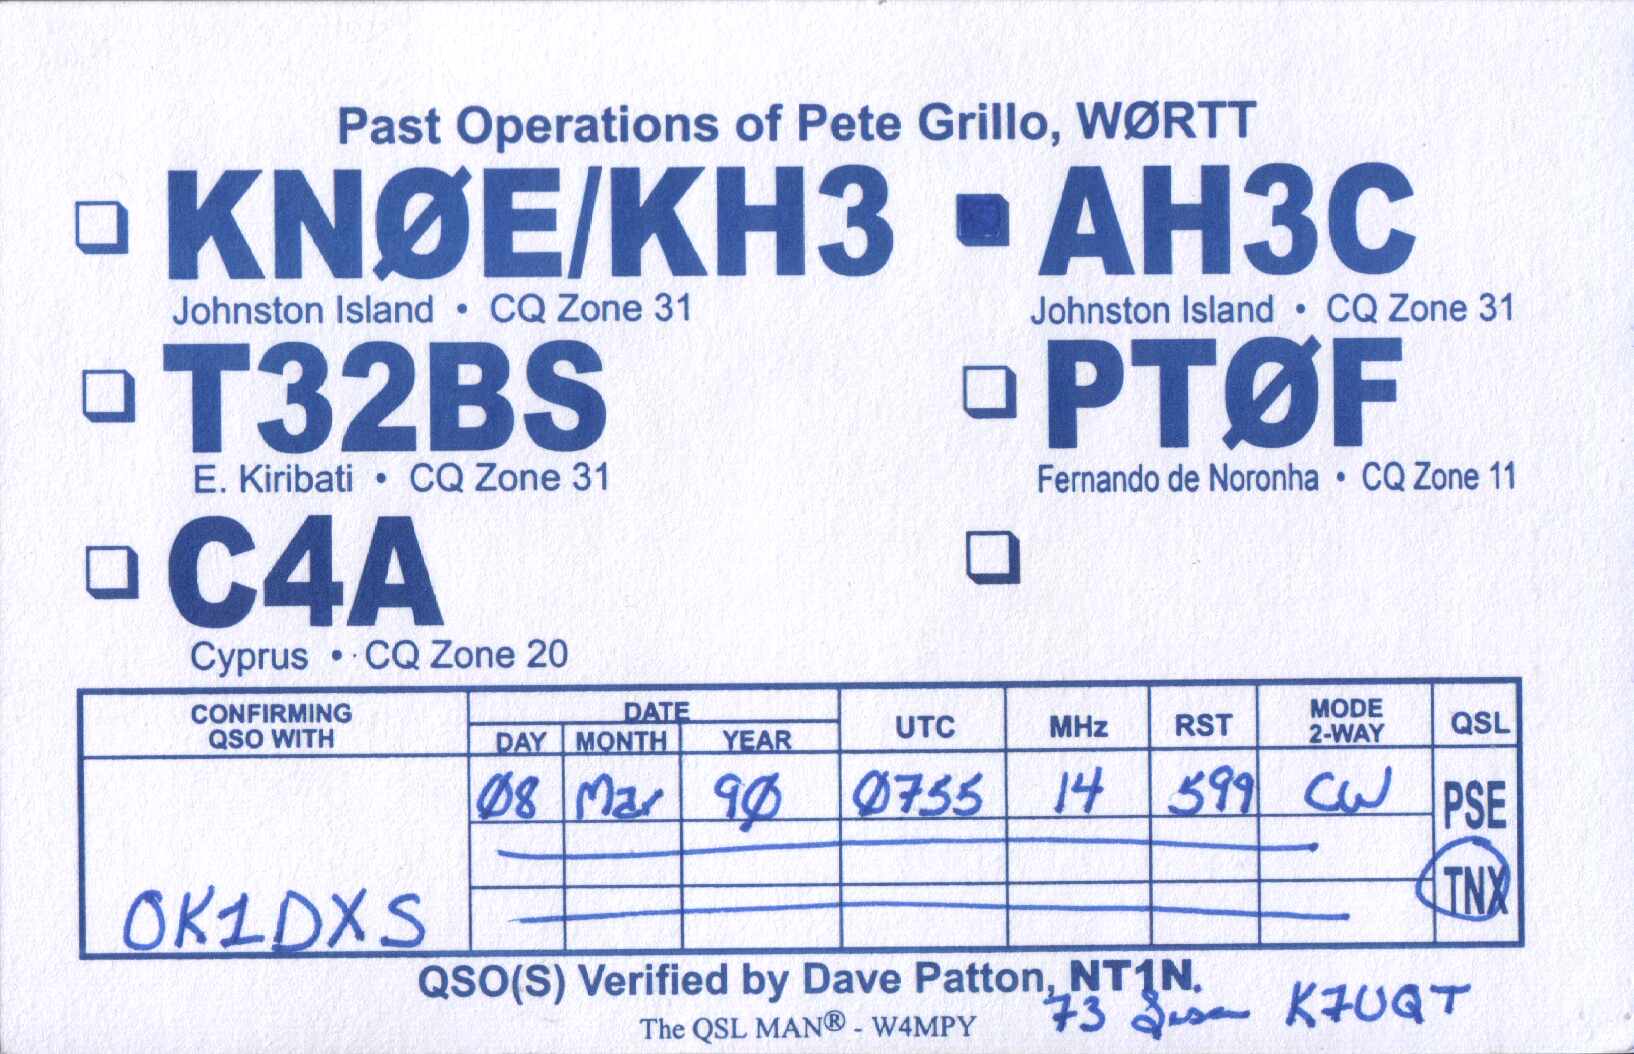 Past Operations of Pete Grillo, WØRTT
KNØE/KH3 AH3C
Johnston Island • CQ Zone 31 Johnston Island • CQ Zone 31
T32BS PTØF
E. Kiribati • CQ Zone 31 Fernando de Noronha • CQ Zone 11
C4A
Cyprus • CQ Zone 20
CONFIRMING QSO WITH DATE UTC MHz RST MODE 2-WAY QSL
DAY MONTH YEAR
Ø8 Mar 9Ø Ø755 14 599 CW PSE
OK1DXS TNX
QSO(S) Verified by Dave Patton, NT1N.
The QSL MAN® - W4MPY 73 Susan K7UQT